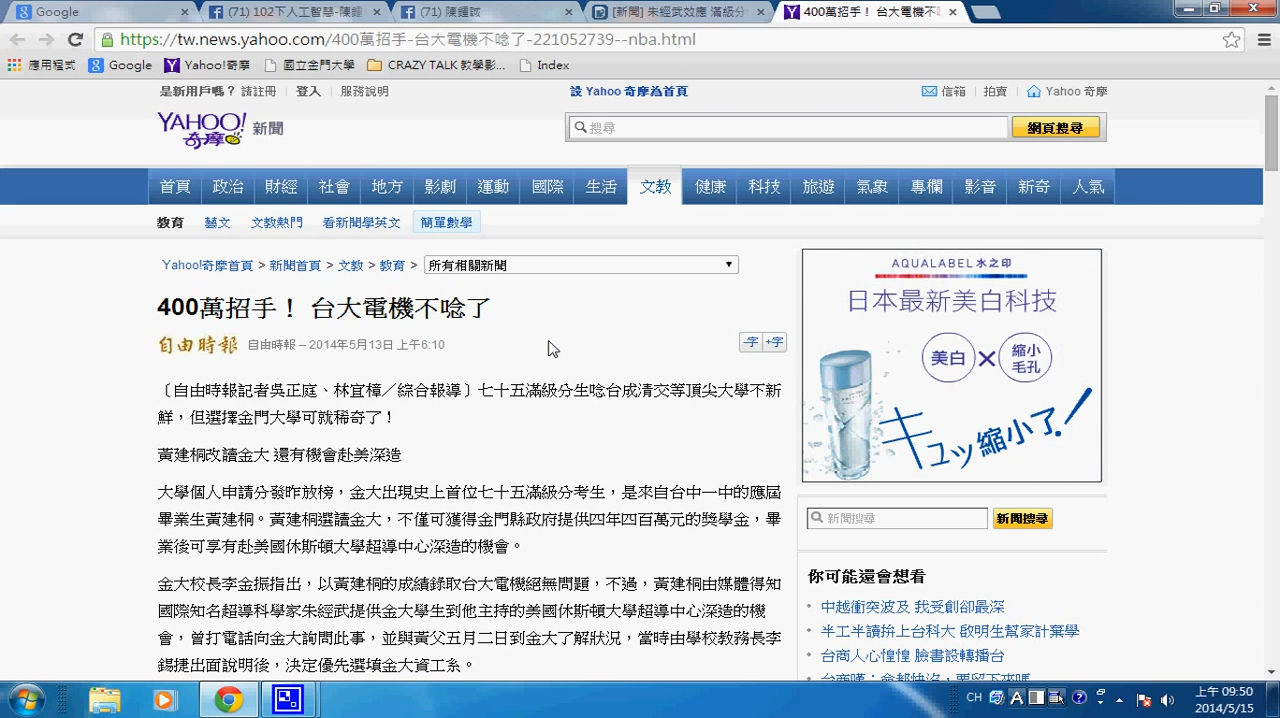 Google
(71) 102下人工智慧-陳鍾
(71) 陳鍾誠
[新聞] 朱經武效應 滿級分
400萬招手！ 台大電機不
https://tw.news.yahoo.com/400萬招手-台大電機不唸了-221052739--nba.html
應用程式 Google Yahoo!奇摩 國立金門大學 CRAZY TALK 教學影... Index
是新用戶嗎？ 請註冊 登入 服務說明 設 Yahoo 奇摩為首頁 信箱 拍賣 Yahoo 奇摩
YAHOO! 奇摩 新聞
搜尋 網頁搜尋
首頁 政治 財經 社會 地方 影劇 運動 國際 生活 文教 健康 科技 旅遊 氣象 專欄 影音 新奇 人氣
教育 藝文 文教熱門 看新聞學英文 簡單數學
Yahoo!奇摩首頁 > 新聞首頁 > 文教 > 教育 > 所有相關新聞
400萬招手！ 台大電機不唸了
自由時報 自由時報 – 2014年5月13日 上午6:10
-字 +字
〔自由時報記者吳正庭、林宜樟／綜合報導〕七十五滿級分生唸台成清交等頂尖大學不新
鮮，但選擇金門大學可就稀奇了！
黃建桐改讀金大 還有機會赴美深造
大學個人申請分發昨放榜，金大出現史上首位七十五滿級分考生，是來自台中一中的應屆
畢業生黃建桐。黃建桐選讀金大，不僅可獲得金門縣政府提供四年四百萬元的獎學金，畢
業後可享有赴美國休斯頓大學超導中心深造的機會。
金大校長李金振指出，以黃建桐的成績錄取台大電機絕無問題，不過，黃建桐由媒體得知
國際知名超導科學家朱經武提供金大學生到他主持的美國休斯頓大學超導中心深造的機
會，曾打電話向金大詢問此事，並與黃父五月二日到金大了解狀況，當時由學校教務長李
錫捷出面說明後，決定優先選填金大資工系。
AQUALABEL 水之印
日本最新美白科技
美白 × 縮小毛孔
キュッ縮小了！
新聞搜尋 新聞搜尋
你可能還會想看
中越衝突波及 我受創卻最深
半工半讀拚上台科大 啟明生幫家計棄學
台商人心惶惶 臉書設轉播台
CH
上午 09:50
2014/5/15